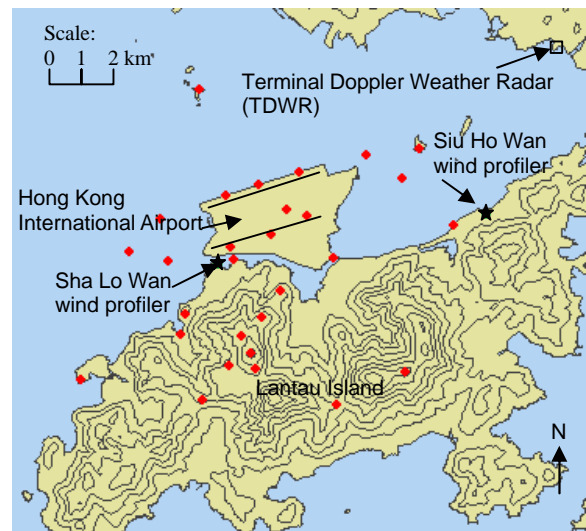 Scale:
0 1 2 km
Terminal Doppler Weather Radar
(TDWR)
Siu Ho Wan
wind profiler
Hong Kong
International Airport
Sha Lo Wan
wind profiler
Lantau Island
N